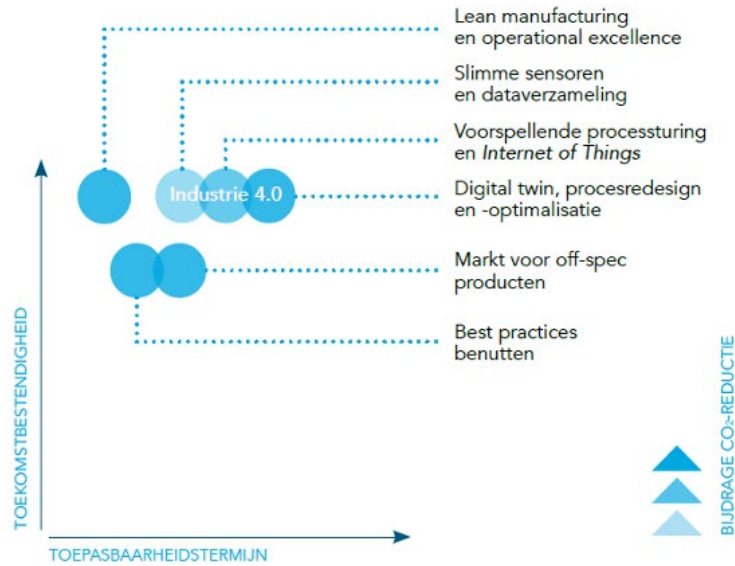 Lean manufacturing
en operational excellence
Slimme sensoren
en dataverzameling
Voorspellende processturing
en Internet of Things
Industrie 4.0
Digital twin, procesredesign
en -optimalisatie
Markt voor off-spec
producten
Best practices
benutten
TOEKOMSTBESTENDIGHEID
TOEPASBAARHEIDSTERMIJN
BIJDRAGE CO₂-REDUCTIE